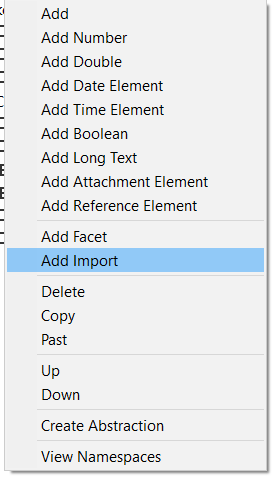 Add
Add Number
Add Double
Add Date Element
Add Time Element
Add Boolean
Add Long Text
Add Attachment Element
Add Reference Element
Add Facet
Add Import
Delete
Copy
Past
Up
Down
Create Abstraction
View Namespaces